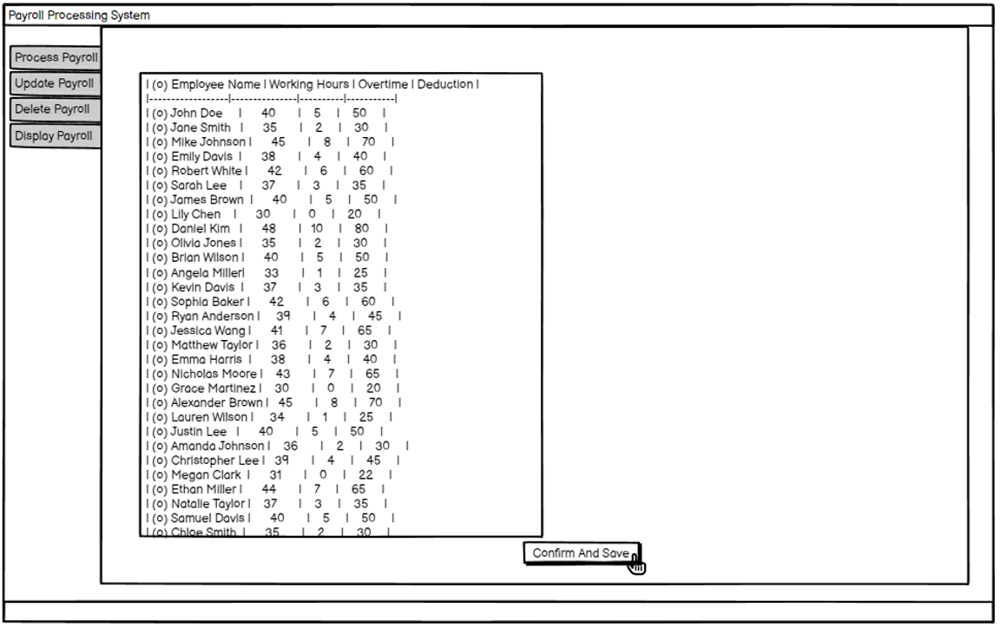 Payroll Processing System
Process Payroll
Update Payroll
Delete Payroll
Display Payroll
| (o) Employee Name | Working Hours | Overtime | Deduction |
|------------------|---------------|----------|-----------|
| (o) John Doe | 40 | 5 | 50 |
| (o) Jane Smith | 35 | 2 | 30 |
| (o) Mike Johnson | 45 | 8 | 70 |
| (o) Emily Davis | 38 | 4 | 40 |
| (o) Robert White | 42 | 6 | 60 |
| (o) Sarah Lee | 37 | 3 | 35 |
| (o) James Brown | 40 | 5 | 50 |
| (o) Lily Chen | 30 | 0 | 20 |
| (o) Daniel Kim | 48 | 10 | 80 |
| (o) Olivia Jones | 35 | 2 | 30 |
| (o) Brian Wilson | 40 | 5 | 50 |
| (o) Angela Miller| 33 | 1 | 25 |
| (o) Kevin Davis | 37 | 3 | 35 |
| (o) Sophia Baker | 42 | 6 | 60 |
| (o) Ryan Anderson | 39 | 4 | 45 |
| (o) Jessica Wang | 41 | 7 | 65 |
| (o) Matthew Taylor | 36 | 2 | 30 |
| (o) Emma Harris | 38 | 4 | 40 |
| (o) Nicholas Moore | 43 | 7 | 65 |
| (o) Grace Martinez | 30 | 0 | 20 |
| (o) Alexander Brown | 45 | 8 | 70 |
| (o) Lauren Wilson | 34 | 1 | 25 |
| (o) Justin Lee | 40 | 5 | 50 |
| (o) Amanda Johnson | 36 | 2 | 30 |
| (o) Christopher Lee | 39 | 4 | 45 |
| (o) Megan Clark | 31 | 0 | 22 |
| (o) Ethan Miller | 44 | 7 | 65 |
| (o) Natalie Taylor | 37 | 3 | 35 |
| (o) Samuel Davis | 40 | 5 | 50 |
| (o) Chloe Smith | 35 | 2 | 30 |
Confirm And Save